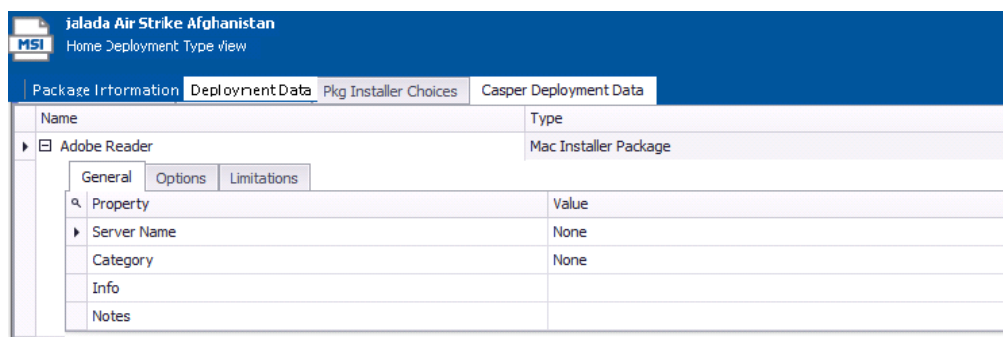 jalada Air Strike Afghanistan
MSI
Home Deployment Type View
Package Information Deployment Data Pkg Installer Choices Casper Deployment Data
Name Type
Adobe Reader Mac Installer Package
General Options Limitations
Property Value
Server Name None
Category None
Info
Notes